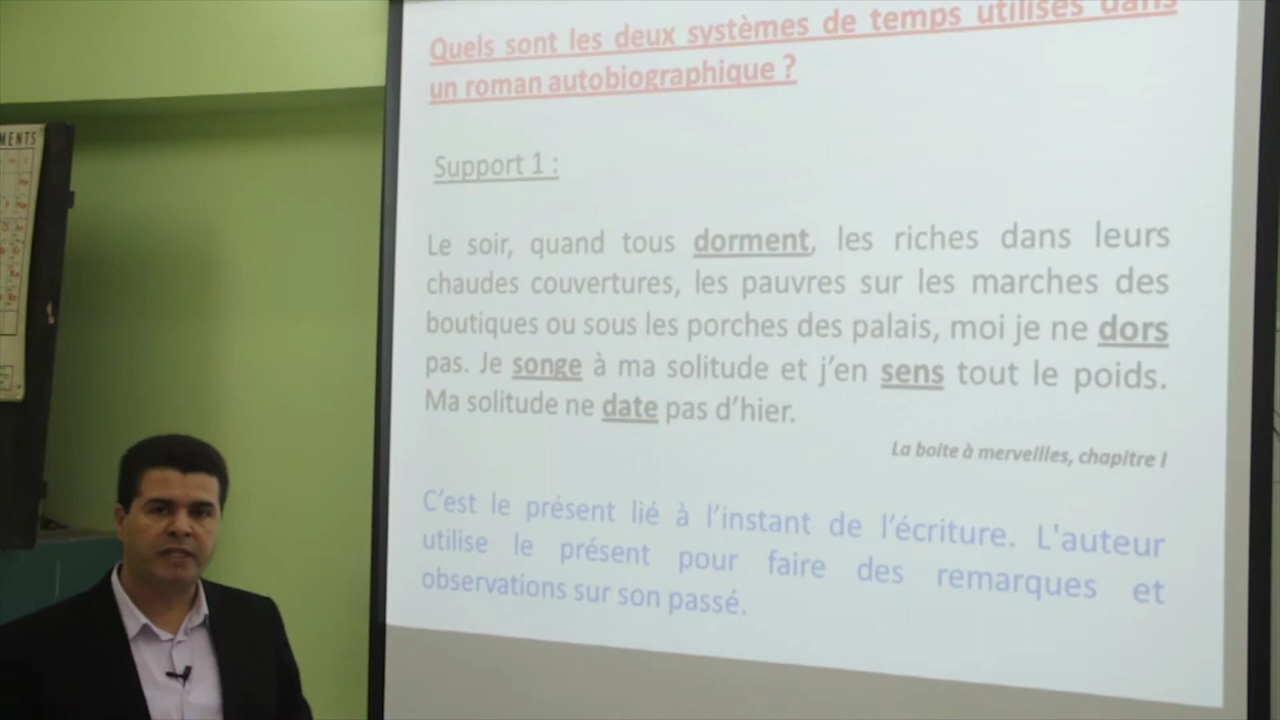 MENTS
Quels sont les deux systèmes de temps utilisés dans
un roman autobiographique ?
Support 1 :
Le soir, quand tous dorment, les riches dans leurs
chaudes couvertures, les pauvres sur les marches des
boutiques ou sous les porches des palais, moi je ne dors
pas. Je songe à ma solitude et j’en sens tout le poids.
Ma solitude ne date pas d’hier.
La boite à merveilles, chapitre I
C’est le présent lié à l’instant de l’écriture. L'auteur
utilise le présent pour faire des remarques et
observations sur son passé.